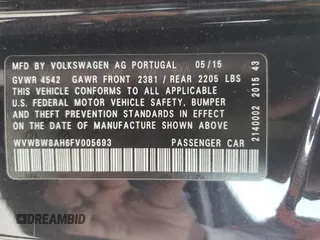 MFD BY VOLKSWAGEN AG PORTUGAL 05/15
GVWR 4542 GAWR FRONT 2381 / REAR 2205 LBS
THIS VEHICLE CONFORMS TO ALL APPLICABLE
U.S. FEDERAL MOTOR VEHICLE SAFETY, BUMPER
AND THEFT PREVENTION STANDARDS IN EFFECT
ON THE DATE OF MANUFACTURE SHOWN ABOVE
WVWBW8AH6FV005693 PASSENGER CAR
2140002 2015 43
DREAMBID